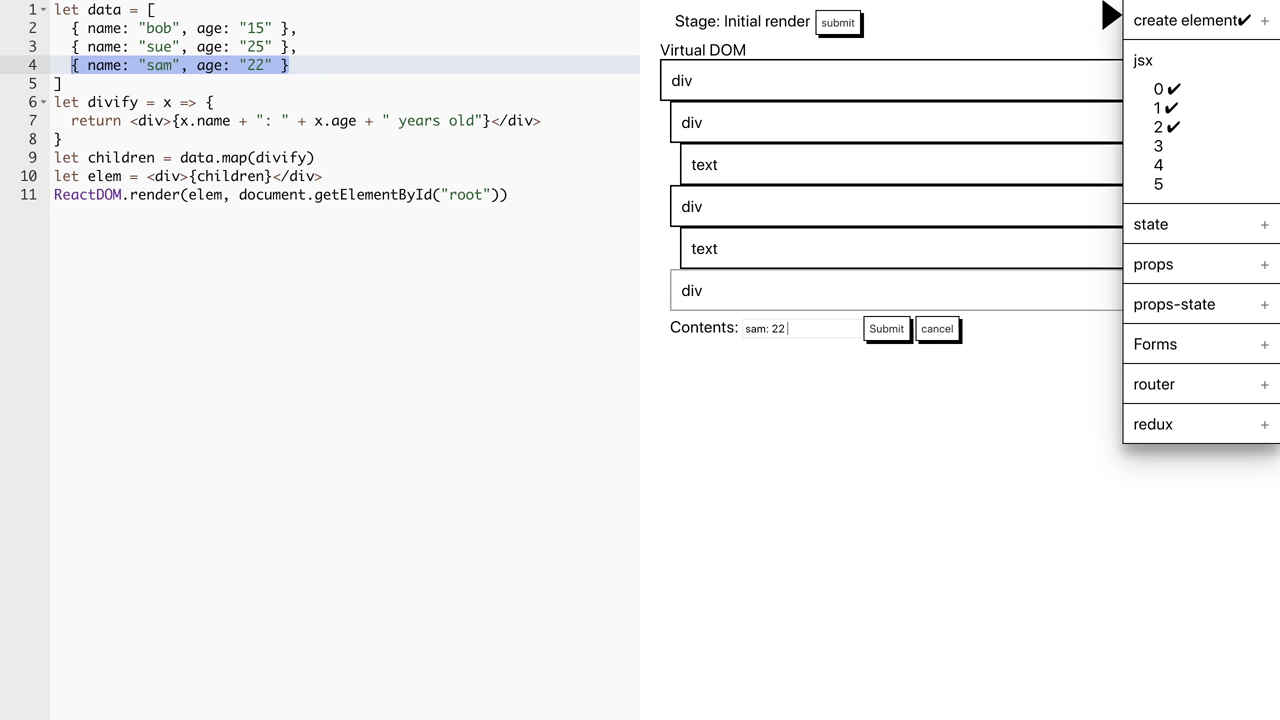 1 let data = [
2 { name: "bob", age: "15" },
3 { name: "sue", age: "25" },
4 { name: "sam", age: "22" }
5 ]
6 let divify = x => {
7 return <div>{x.name + ": " + x.age + " years old"}</div>
8 }
9 let children = data.map(divify)
10 let elem = <div>{children}</div>
11 ReactDOM.render(elem, document.getElementById("root"))
Stage: Initial render submit
Virtual DOM
div
div
text
div
text
div
Contents: sam: 22 Submit cancel
create element✔ +
jsx
0 ✔
1 ✔
2 ✔
3
4
5
state +
props +
props-state +
Forms +
router +
redux +